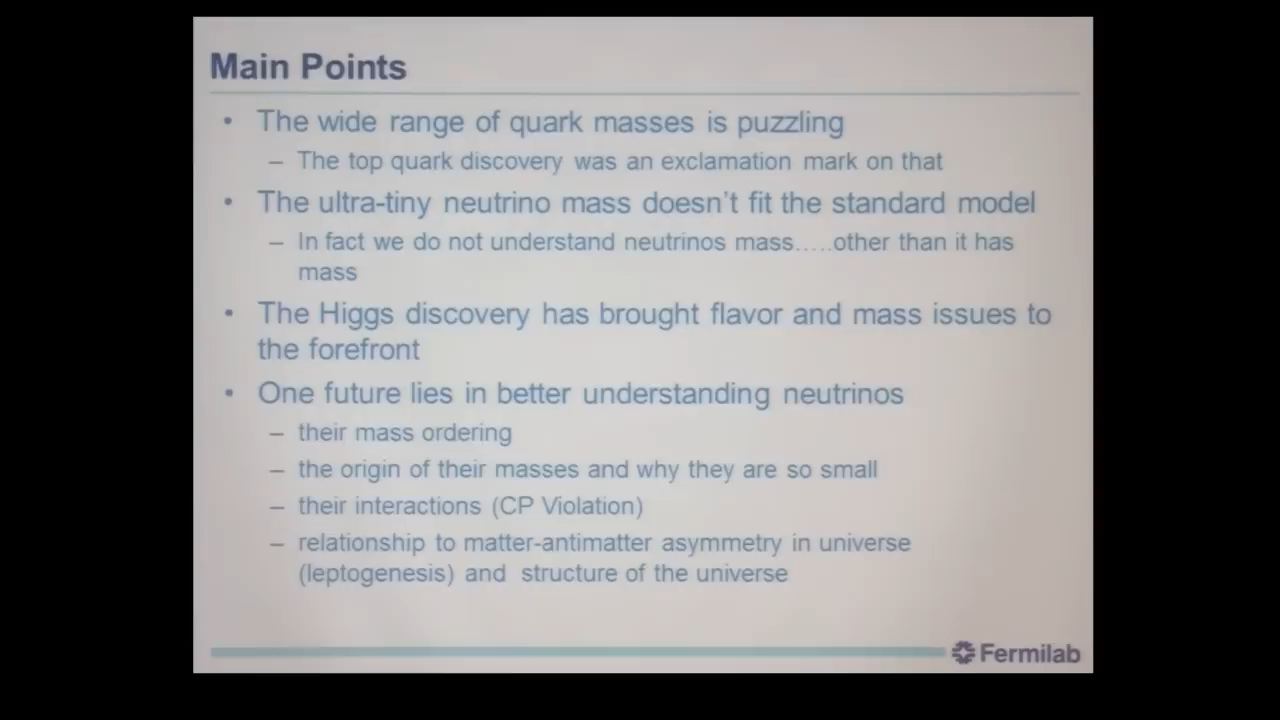 Main Points
• The wide range of quark masses is puzzling
– The top quark discovery was an exclamation mark on that
• The ultra-tiny neutrino mass doesn't fit the standard model
– In fact we do not understand neutrinos mass…..other than it has
mass
• The Higgs discovery has brought flavor and mass issues to
the forefront
• One future lies in better understanding neutrinos
– their mass ordering
– the origin of their masses and why they are so small
– their interactions (CP Violation)
– relationship to matter-antimatter asymmetry in universe
(leptogenesis) and structure of the universe
Fermilab